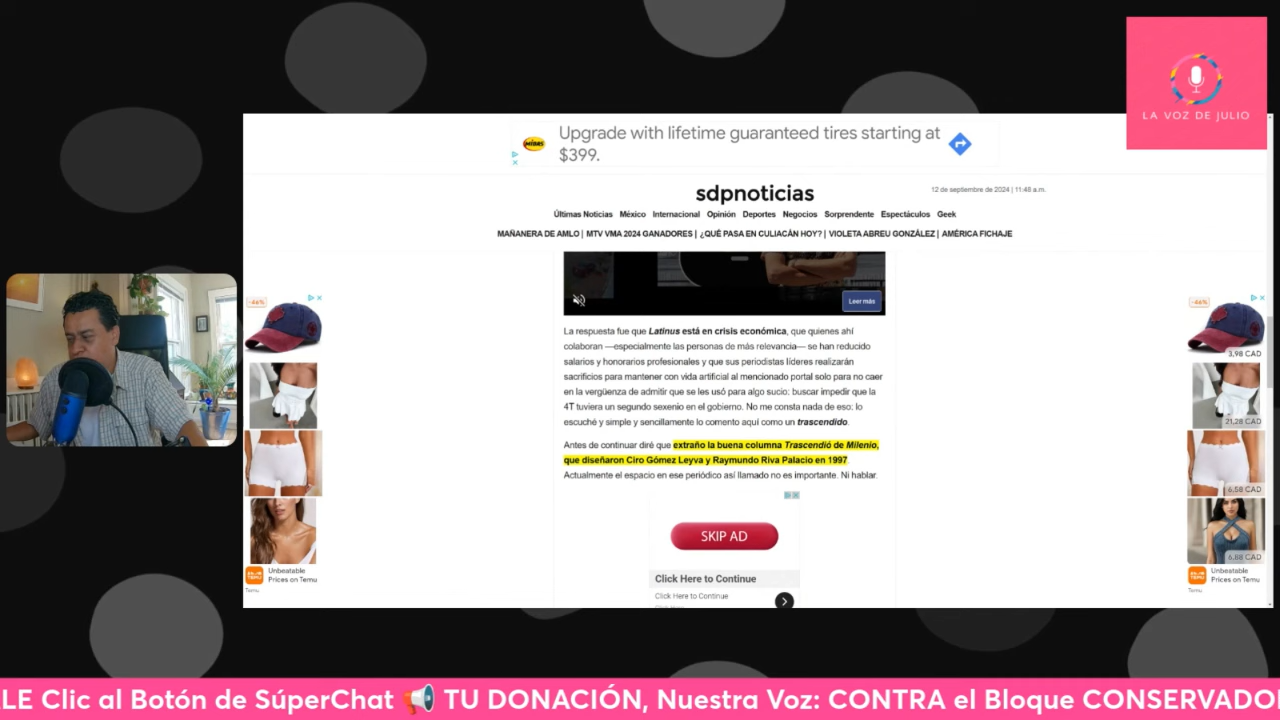 LA VOZ DE JULIO
MIDAS
Upgrade with lifetime guaranteed tires starting at
$399.
sdpnoticias
12 de septiembre de 2024 | 11:48 a.m.
Últimas Noticias México Internacional Opinión Deportes Negocios Sorprendente Espectáculos Geek
MAÑANERA DE AMLO | MTV VMA 2024 GANADORES | ¿QUÉ PASA EN CULIACÁN HOY? | VIOLETA ABREU GONZÁLEZ | AMÉRICA FICHAJE
Leer más
La respuesta fue que Latinus está en crisis económica, que quienes ahí
colaboran —especialmente las personas de más relevancia— se han reducido
salarios y honorarios profesionales y que sus periodistas líderes realizarán
sacrificios para mantener con vida artificial al mencionado portal solo para no caer
en la vergüenza de admitir que se les usó para algo sucio: buscar impedir que la
4T tuviera un segundo sexenio en el gobierno. No me consta nada de eso: lo
escuché y simple y sencillamente lo comento aquí como un trascendido.
Antes de continuar diré que extraño la buena columna Trascendió de Milenio,
que diseñaron Ciro Gómez Leyva y Raymundo Riva Palacio en 1997.
Actualmente el espacio en ese periódico así llamado no es importante. Ni hablar.
SKIP AD
Click Here to Continue
Click Here to Continue
-46%
Unbeatable
Prices on Temu
Temu
-46%
3,98 CAD
21,28 CAD
6,58 CAD
6,88 CAD
Unbeatable
Prices on Temu
Temu
LE Clic al Botón de SúperChat 📢 TU DONACIÓN, Nuestra Voz: CONTRA el Bloque CONSERVADO